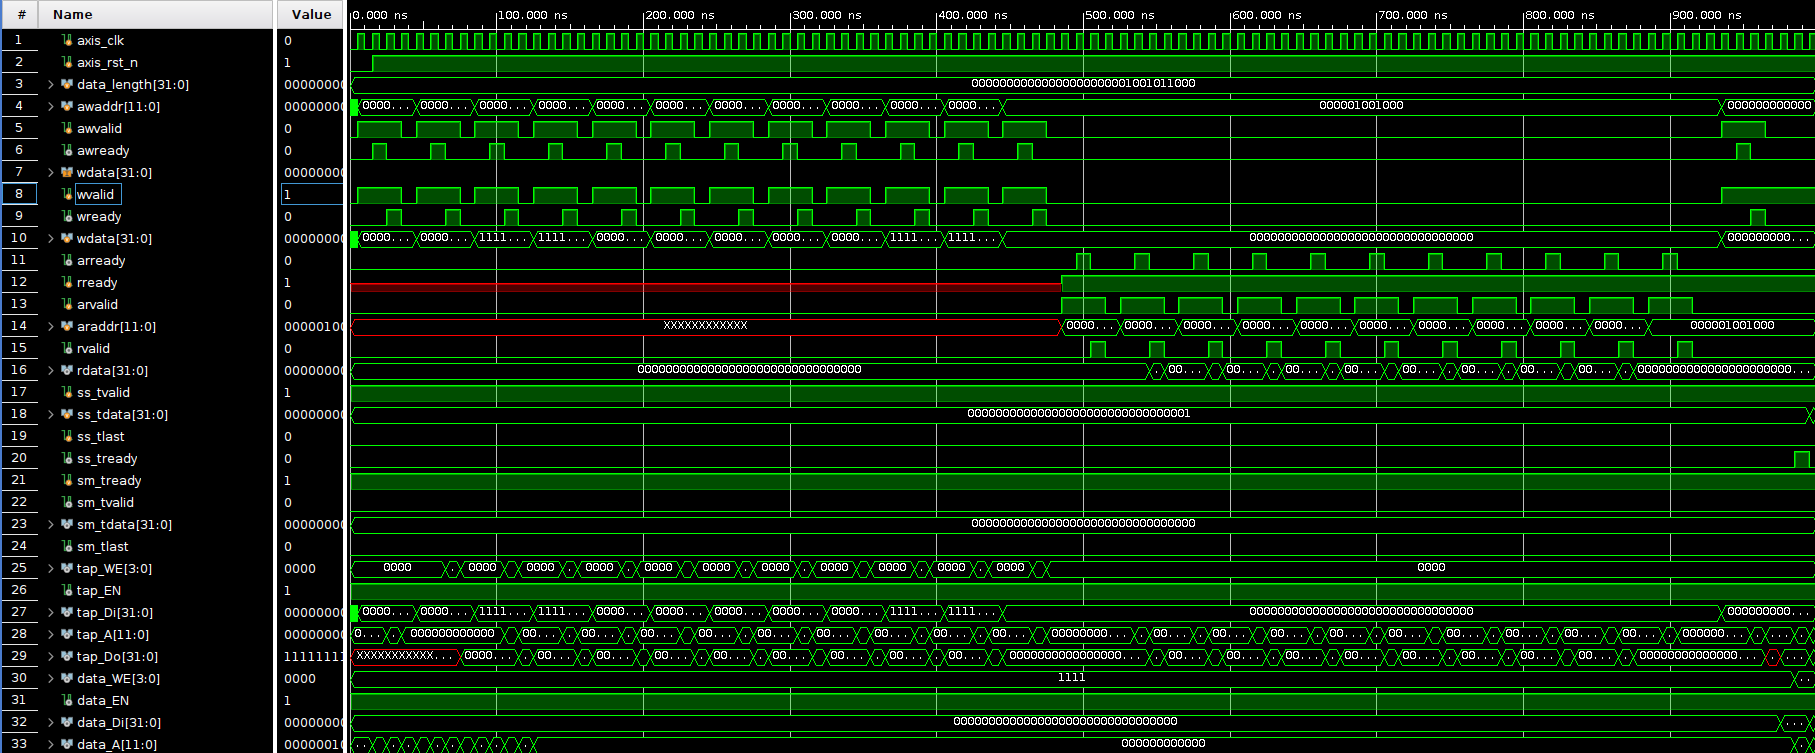 # Name Value 0.000 ns 100.000 ns 200.000 ns 300.000 ns 400.000 ns 500.000 ns 600.000 ns 700.000 ns 800.000 ns 900.000 ns
1 axis_clk 0
2 axis_rst_n 1
3 data_length[31:0] 00000000 00000000000000000000001001011000
4 awaddr[11:0] 00000000 0000... 0000... 0000... 0000... 0000... 0000... 0000... 0000... 0000... 0000... 000001001000 000000000000
5 awvalid 0
6 awready 0
7 wdata[31:0] 00000000
8 wvalid 1
9 wready 0
10 wdata[31:0] 00000000 0000... 0000... 1111... 1111... 0000... 0000... 0000... 0000... 0000... 1111... 1111... 00000000000000000000000000000000 000000000...
11 arready 0
12 rready 1
13 arvalid 0
14 araddr[11:0] 00000100 XXXXXXXXXXXX 0000... 0000... 0000... 0000... 0000... 0000... 0000... 0000... 0000... 0000... 000001001000
15 rvalid 0
16 rdata[31:0] 00000000 00000000000000000000000000000000 . 00... . 00... . 00... . 00... . 00... . 00... . 00... . 00... 0000000000000000000000...
17 ss_tvalid 1
18 ss_tdata[31:0] 00000000 00000000000000000000000000000001
19 ss_tlast 0
20 ss_tready 0
21 sm_tready 1
22 sm_tvalid 0
23 sm_tdata[31:0] 00000000 00000000000000000000000000000000
24 sm_tlast 0
25 tap_WE[3:0] 0000 0000 . 0000 . 0000 . 0000 . 0000 . 0000 . 0000 . 0000 . 0000 . 0000 . 0000 . 0000
26 tap_EN 1
27 tap_Di[31:0] 00000000 0000... 0000... 1111... 1111... 0000... 0000... 0000... 0000... 0000... 1111... 1111... 00000000000000000000000000000000 000000000...
28 tap_A[11:0] 00000000 0... 000000000000 00... 00... 00... 00... 00... 00... 00... 00... 00000000... 00... 00... 00... 00... 00... 00... 00... 00... 000000...
29 tap_Do[31:0] 11111111 XXXXXXXXXXX... 0000... 00... 00... 00... 00... 00... 00... 00... 00... 0000000000000... 00... 00... 00... 00... 00... 00... 00... 00... 0000000000000...
30 data_WE[3:0] 0000 1111
31 data_EN 1
32 data_Di[31:0] 00000000 00000000000000000000000000000000
33 data_A[11:0] 00000010 000000000000